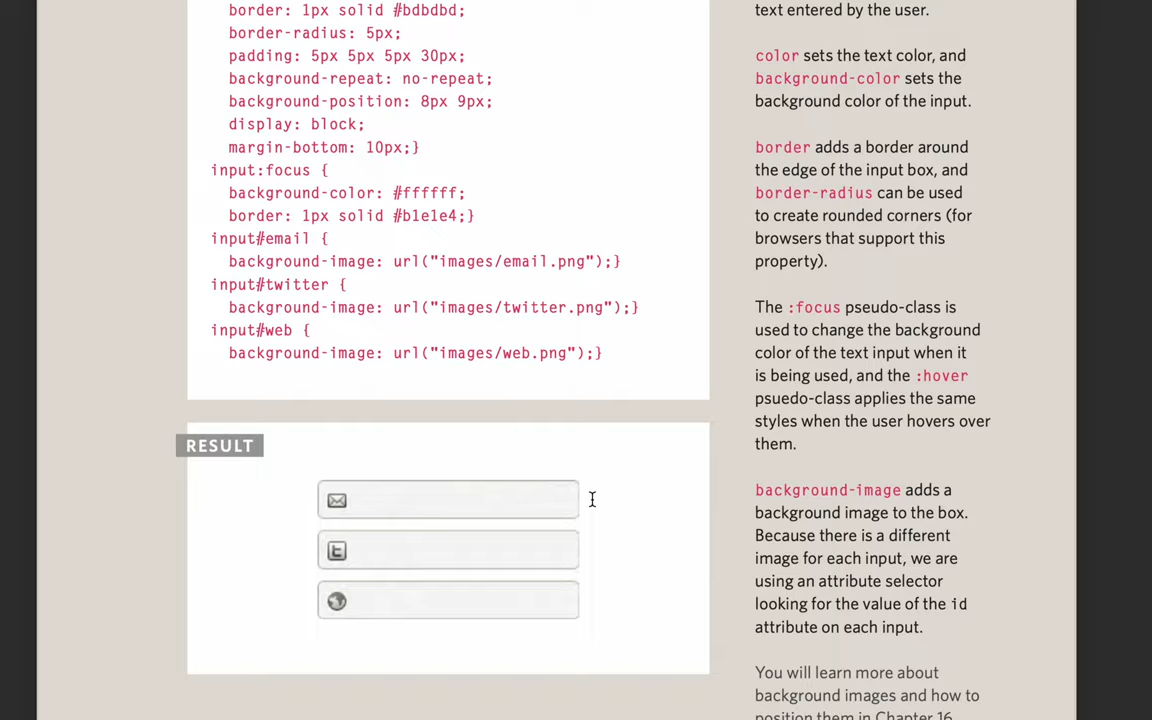 border: 1px solid #bdbdbd;
border-radius: 5px;
padding: 5px 5px 5px 30px;
background-repeat: no-repeat;
background-position: 8px 9px;
display: block;
margin-bottom: 10px;}
input:focus {
background-color: #ffffff;
border: 1px solid #b1e1e4;}
input#email {
background-image: url("images/email.png");}
input#twitter {
background-image: url("images/twitter.png");}
input#web {
background-image: url("images/web.png");}
RESULT
text entered by the user.
color sets the text color, and
background-color sets the
background color of the input.
border adds a border around
the edge of the input box, and
border-radius can be used
to create rounded corners (for
browsers that support this
property).
The :focus pseudo-class is
used to change the background
color of the text input when it
is being used, and the :hover
psuedo-class applies the same
styles when the user hovers over
them.
background-image adds a
background image to the box.
Because there is a different
image for each input, we are
using an attribute selector
looking for the value of the id
attribute on each input.
You will learn more about
background images and how to
position them in Chapter 16.